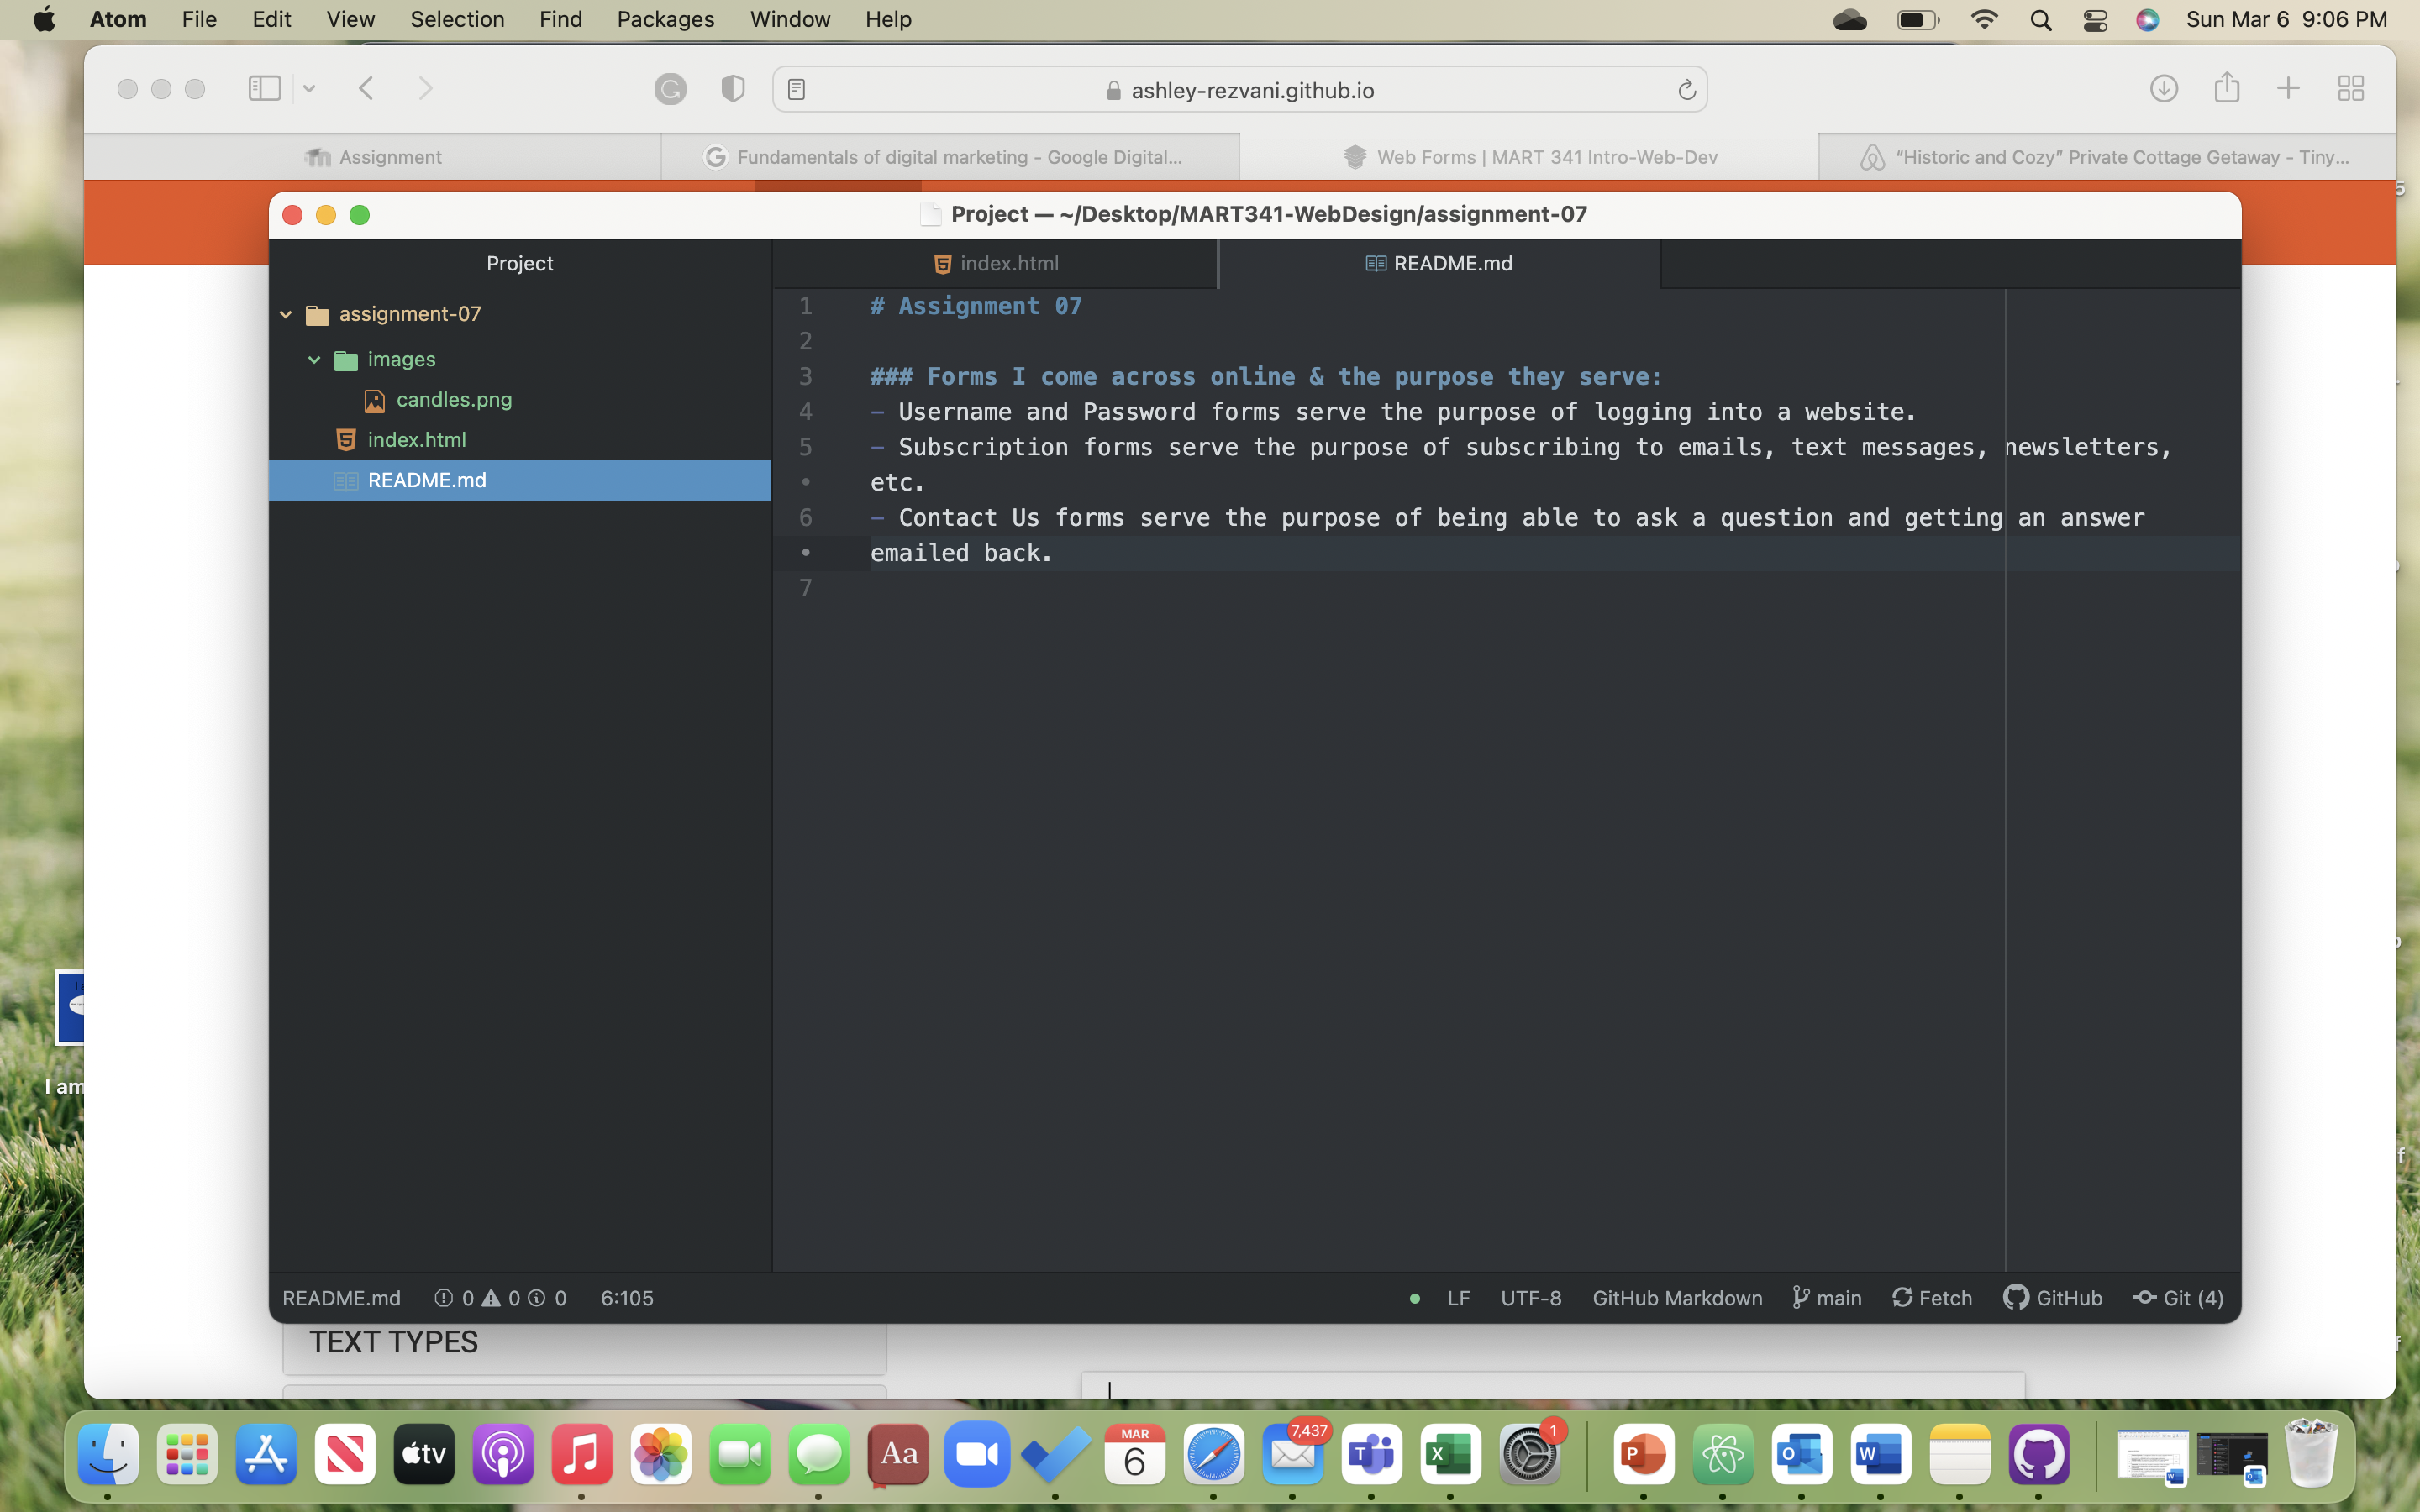 Atom File Edit View Selection Find Packages Window Help Sun Mar 6 9:06 PM
ashley-rezvani.github.io
Assignment
Fundamentals of digital marketing - Google Digital...
Web Forms | MART 341 Intro-Web-Dev
“Historic and Cozy” Private Cottage Getaway - Tiny...
Project — ~/Desktop/MART341-WebDesign/assignment-07
Project
index.html
README.md
assignment-07
images
candles.png
index.html
README.md
1 # Assignment 07
2
3 ### Forms I come across online & the purpose they serve:
4 - Username and Password forms serve the purpose of logging into a website.
5 - Subscription forms serve the purpose of subscribing to emails, text messages, newsletters,
• etc.
6 - Contact Us forms serve the purpose of being able to ask a question and getting an answer
• emailed back.
7
I am
README.md 0 0 0 6:105 LF UTF-8 GitHub Markdown main Fetch GitHub Git (4)
TEXT TYPES
tv
Aa
MAR
6
7,437
T
X
1
P
O
W